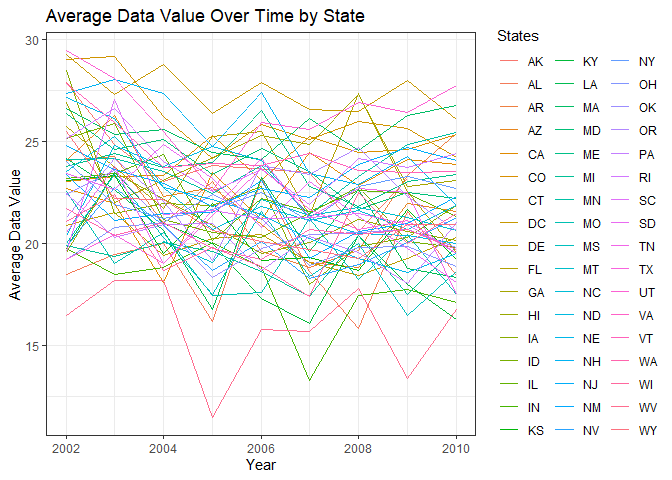 Average Data Value Over Time by State
Average Data Value
30
25
20
15
2002
2004
2006
2008
2010
Year
States
AK
AL
AR
AZ
CA
CO
CT
DC
DE
FL
GA
HI
IA
ID
IL
IN
KS
KY
LA
MA
MD
ME
MI
MN
MO
MS
MT
NC
ND
NE
NH
NJ
NM
NV
NY
OH
OK
OR
PA
RI
SC
SD
TN
TX
UT
VA
VT
WA
WI
WV
WY